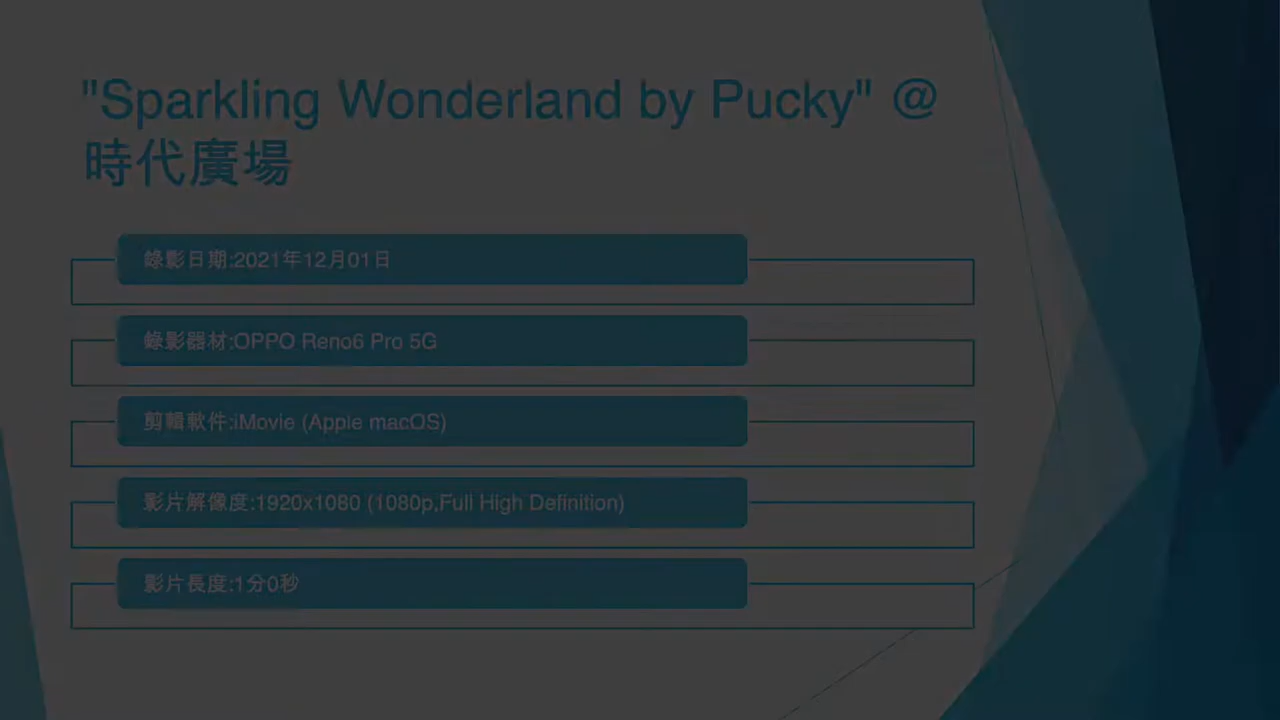 "Sparkling Wonderland by Pucky" @
時代廣場
錄影日期:2021年12月01日
錄影器材:OPPO Reno6 Pro 5G
剪輯軟件:iMovie (Apple macOS)
影片解像度:1920x1080 (1080p,Full High Definition)
影片長度:1分0秒